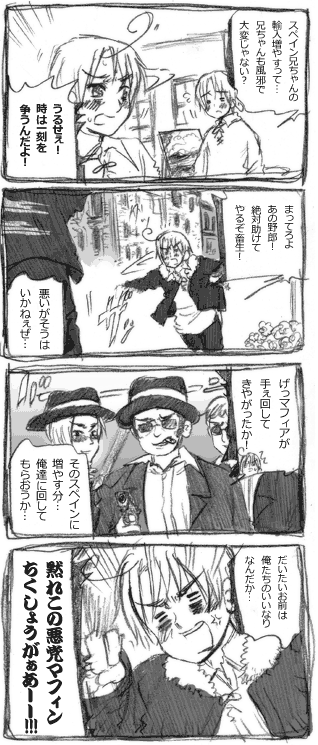 スペイン兄ちゃんの
輸入増やすって…
兄ちゃんも風邪で
大変じゃない?
うるせぇ!
時は一刻を
争うんだよ!
まってろよ
あの野郎!
絶対助けて
やるぞ畜生!
悪いがそうは
いかねぇぜ…
げっマフィアが
手ぇ回して
きやがったか!
そのスペインに
増やす分…
俺達に回して
もらおうか…
だいたいお前は
俺たちのいいなり
なんだか…
黙れこの悪党マフィン
ちくしょうがぁあーー!!!